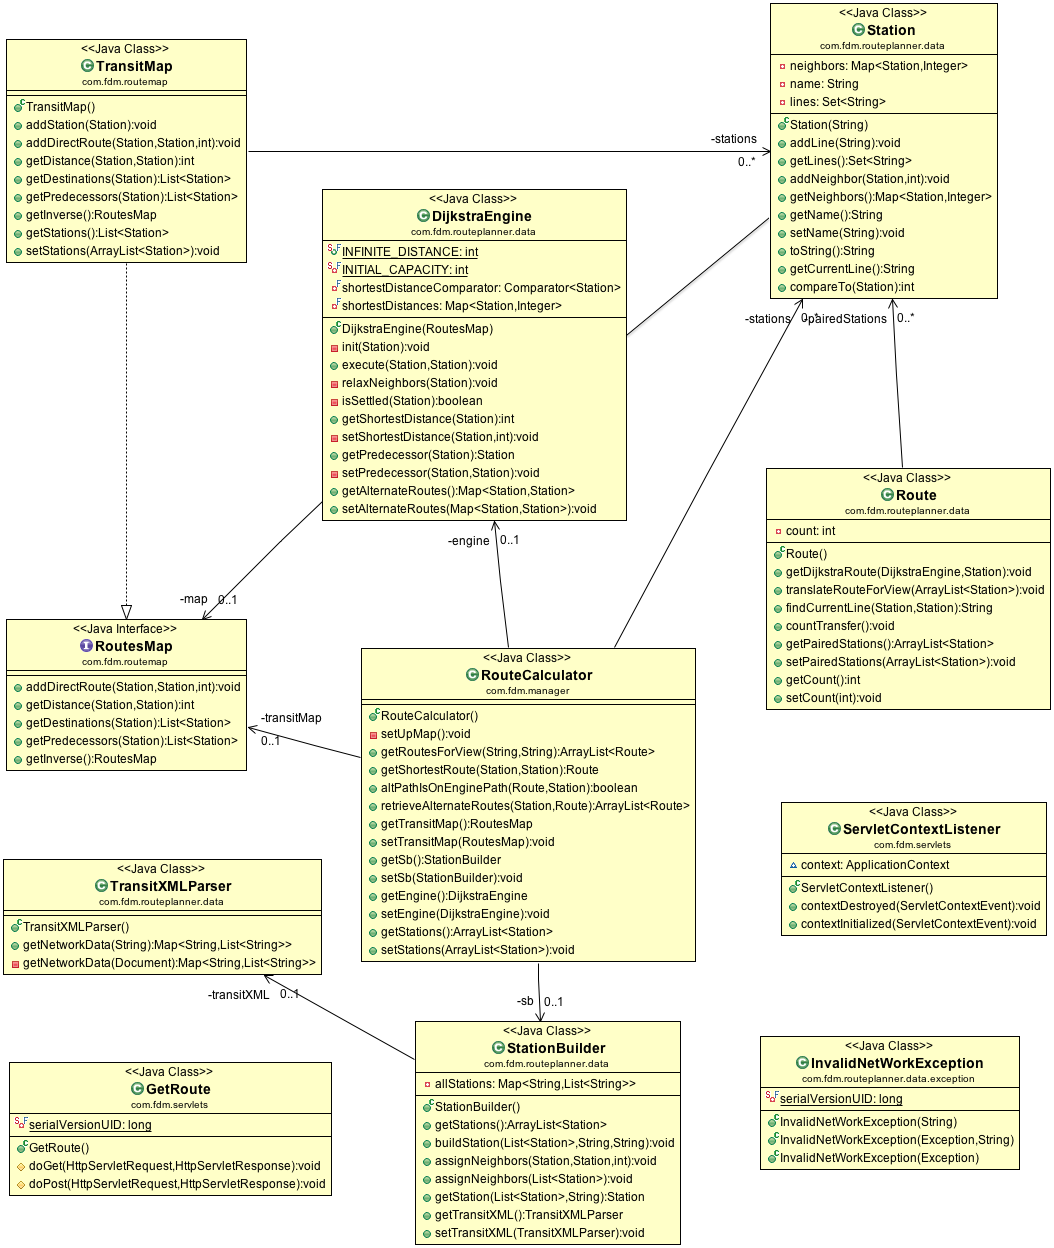 <<Java Class>>
TransitMap
com.fdm.routemap
TransitMap()
addStation(Station):void
addDirectRoute(Station,Station,int):void
getDistance(Station,Station):int
getDestinations(Station):List<Station>
getPredecessors(Station):List<Station>
getInverse():RoutesMap
getStations():List<Station>
setStations(ArrayList<Station>):void
<<Java Class>>
Station
com.fdm.routeplanner.data
neighbors: Map<Station,Integer>
name: String
lines: Set<String>
Station(String)
addLine(String):void
getLines():Set<String>
addNeighbor(Station,int):void
getNeighbors():Map<Station,Integer>
getName():String
setName(String):void
toString():String
getCurrentLine():String
compareTo(Station):int
-stations
0..*
<<Java Class>>
DijkstraEngine
com.fdm.routeplanner.data
INFINITE_DISTANCE: int
INITIAL_CAPACITY: int
shortestDistanceComparator: Comparator<Station>
shortestDistances: Map<Station,Integer>
DijkstraEngine(RoutesMap)
init(Station):void
execute(Station,Station):void
relaxNeighbors(Station):void
isSettled(Station):boolean
getShortestDistance(Station):int
setShortestDistance(Station,int):void
getPredecessor(Station):Station
setPredecessor(Station,Station):void
getAlternateRoutes():Map<Station,Station>
setAlternateRoutes(Map<Station,Station>):void
-stations
0..*
-pairedStations
0..*
<<Java Class>>
Route
com.fdm.routeplanner.data
count: int
Route()
getDijkstraRoute(DijkstraEngine,Station):void
translateRouteForView(ArrayList<Station>):void
findCurrentLine(Station,Station):String
countTransfer():void
getPairedStations():ArrayList<Station>
setPairedStations(ArrayList<Station>):void
getCount():int
setCount(int):void
-engine
0..1
-map
0..1
<<Java Interface>>
RoutesMap
com.fdm.routemap
addDirectRoute(Station,Station,int):void
getDistance(Station,Station):int
getDestinations(Station):List<Station>
getPredecessors(Station):List<Station>
getInverse():RoutesMap
-transitMap
0..1
<<Java Class>>
RouteCalculator
com.fdm.manager
RouteCalculator()
setUpMap():void
getRoutesForView(String,String):ArrayList<Route>
getShortestRoute(Station,Station):Route
altPathIsOnEnginePath(Route,Station):boolean
retrieveAlternateRoutes(Station,Route):ArrayList<Route>
getTransitMap():RoutesMap
setTransitMap(RoutesMap):void
getSb():StationBuilder
setSb(StationBuilder):void
getEngine():DijkstraEngine
setEngine(DijkstraEngine):void
getStations():ArrayList<Station>
setStations(ArrayList<Station>):void
<<Java Class>>
ServletContextListener
com.fdm.servlets
context: ApplicationContext
ServletContextListener()
contextDestroyed(ServletContextEvent):void
contextInitialized(ServletContextEvent):void
<<Java Class>>
TransitXMLParser
com.fdm.routeplanner.data
TransitXMLParser()
getNetworkData(String):Map<String,List<String>>
getNetworkData(Document):Map<String,List<String>>
-transitXML
0..1
-sb
0..1
<<Java Class>>
StationBuilder
com.fdm.routeplanner.data
allStations: Map<String,List<String>>
StationBuilder()
getStations():ArrayList<Station>
buildStation(List<Station>,String,String):void
assignNeighbors(Station,Station,int):void
assignNeighbors(List<Station>):void
getStation(List<Station>,String):Station
getTransitXML():TransitXMLParser
setTransitXML(TransitXMLParser):void
<<Java Class>>
GetRoute
com.fdm.servlets
serialVersionUID: long
GetRoute()
doGet(HttpServletRequest,HttpServletResponse):void
doPost(HttpServletRequest,HttpServletResponse):void
<<Java Class>>
InvalidNetWorkException
com.fdm.routeplanner.data.exception
serialVersionUID: long
InvalidNetWorkException(String)
InvalidNetWorkException(Exception,String)
InvalidNetWorkException(Exception)